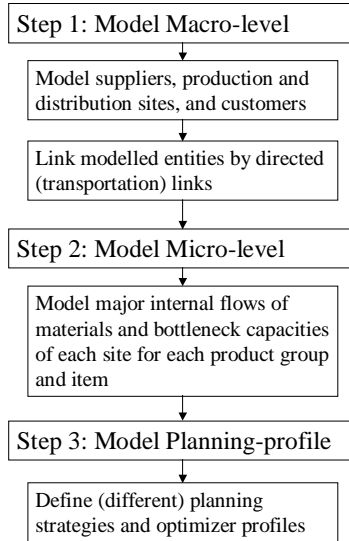 Step 1: Model Macro-level
Model suppliers, production and
distribution sites, and customers
Link modelled entities by directed
(transportation) links
Step 2: Model Micro-level
Model major internal flows of
materials and bottleneck capacities
of each site for each product group
and item
Step 3: Model Planning-profile
Define (different) planning
strategies and optimizer profiles